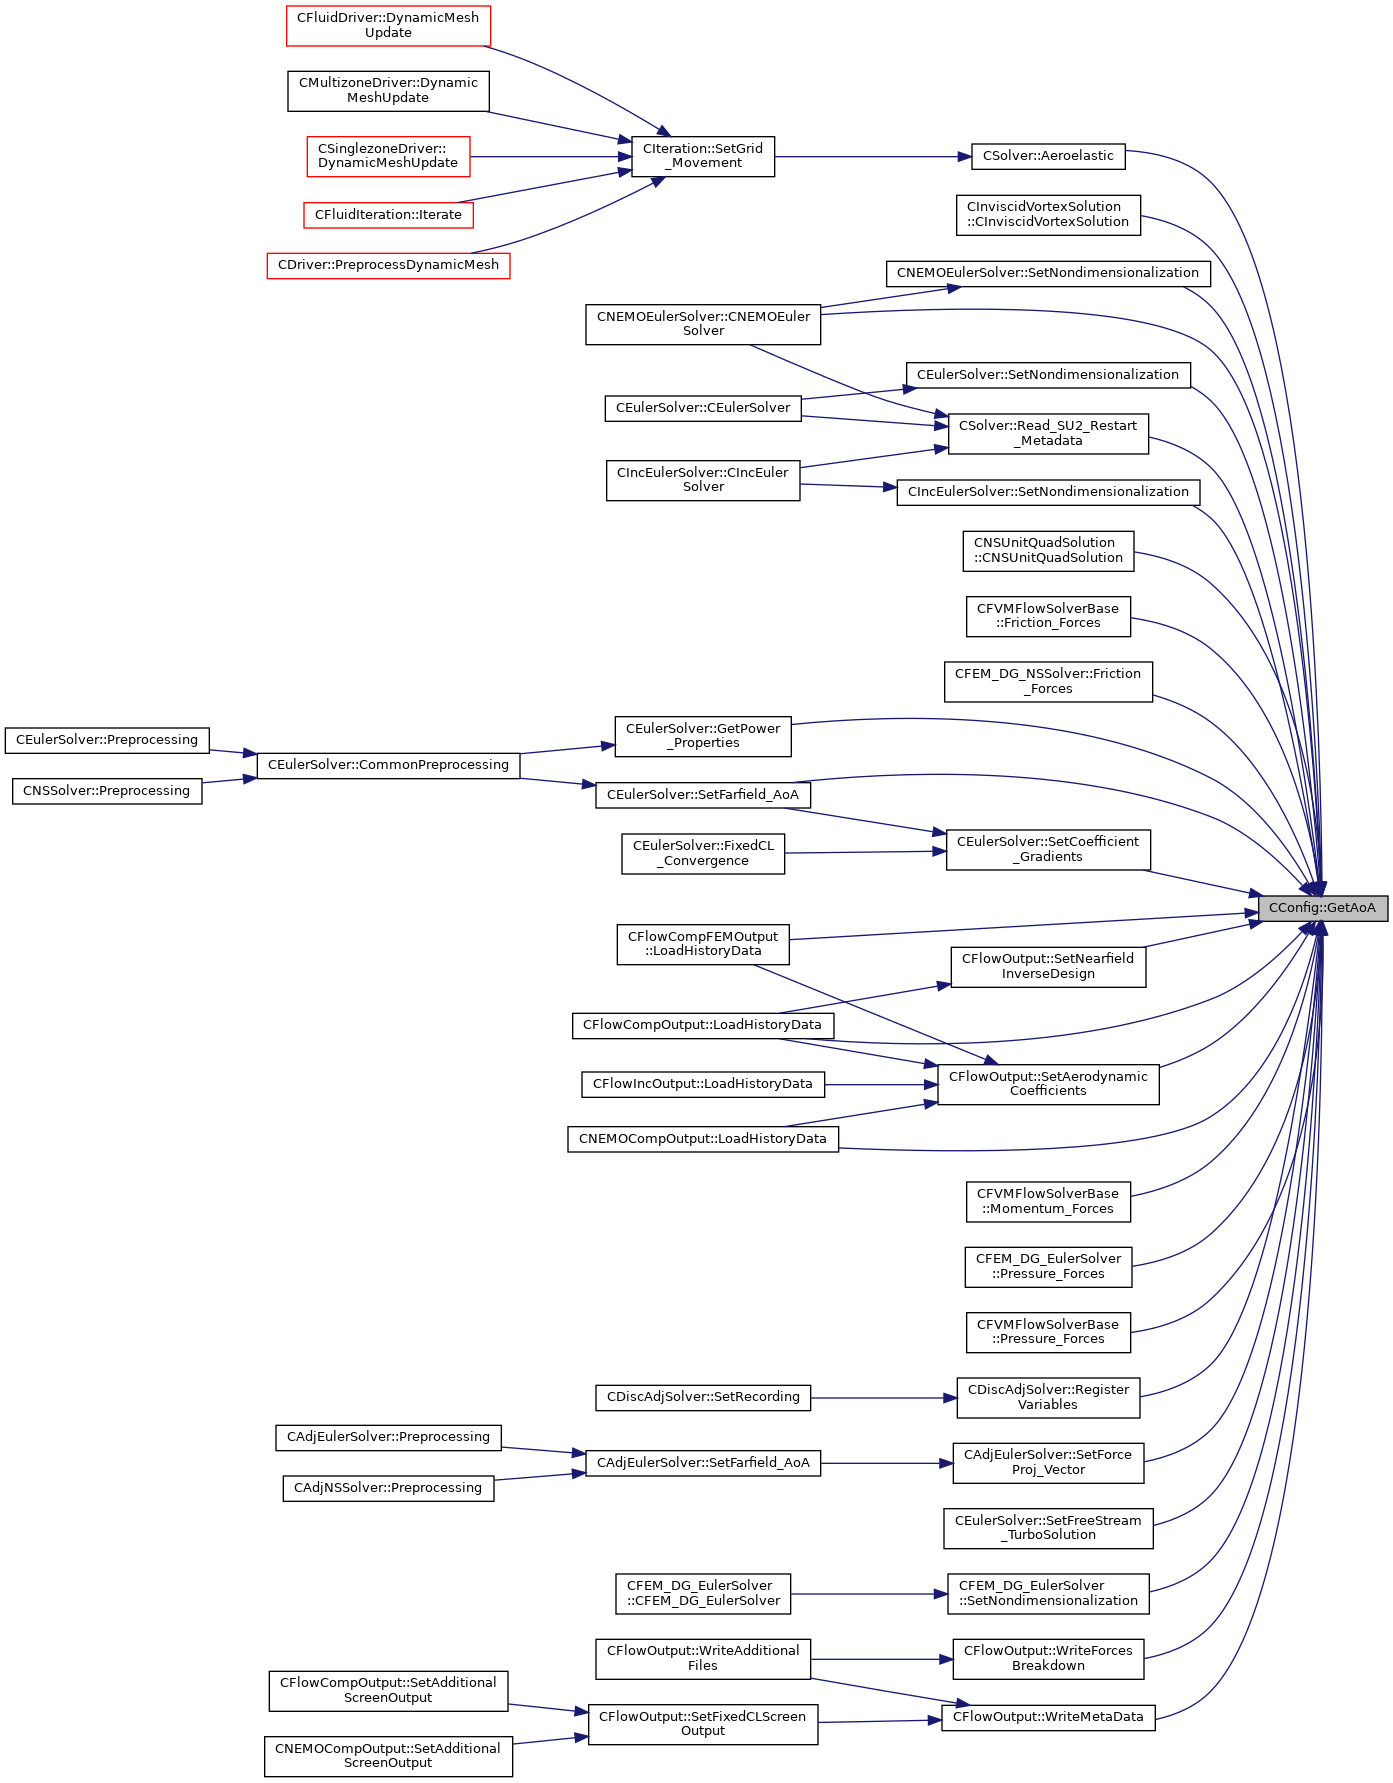 CFluidDriver::DynamicMesh
Update
CMultizoneDriver::Dynamic
MeshUpdate
CSinglezoneDriver::
DynamicMeshUpdate
CFluidIteration::Iterate
CDriver::PreprocessDynamicMesh
CIteration::SetGrid
_Movement
CSolver::Aeroelastic
CInviscidVortexSolution
::CInviscidVortexSolution
CNEMOEulerSolver::SetNondimensionalization
CNEMOEulerSolver::CNEMOEuler
Solver
CEulerSolver::SetNondimensionalization
CEulerSolver::CEulerSolver
CSolver::Read_SU2_Restart
_Metadata
CIncEulerSolver::CIncEuler
Solver
CIncEulerSolver::SetNondimensionalization
CNSUnitQuadSolution
::CNSUnitQuadSolution
CFVMFlowSolverBase
::Friction_Forces
CFEM_DG_NSSolver::Friction
_Forces
CEulerSolver::GetPower
_Properties
CEulerSolver::Preprocessing
CEulerSolver::CommonPreprocessing
CNSSolver::Preprocessing
CEulerSolver::SetFarfield_AoA
CEulerSolver::SetCoefficient
_Gradients
CEulerSolver::FixedCL
_Convergence
CConfig::GetAoA
CFlowCompFEMOutput
::LoadHistoryData
CFlowOutput::SetNearfield
InverseDesign
CFlowCompOutput::LoadHistoryData
CFlowOutput::SetAerodynamic
Coefficients
CFlowIncOutput::LoadHistoryData
CNEMOCompOutput::LoadHistoryData
CFVMFlowSolverBase
::Momentum_Forces
CFEM_DG_EulerSolver
::Pressure_Forces
CFVMFlowSolverBase
::Pressure_Forces
CDiscAdjSolver::SetRecording
CDiscAdjSolver::Register
Variables
CAdjEulerSolver::Preprocessing
CAdjNSSolver::Preprocessing
CAdjEulerSolver::SetFarfield_AoA
CAdjEulerSolver::SetForce
Proj_Vector
CEulerSolver::SetFreeStream
_TurboSolution
CFEM_DG_EulerSolver
::CFEM_DG_EulerSolver
CFEM_DG_EulerSolver
::SetNondimensionalization
CFlowOutput::WriteAdditional
Files
CFlowOutput::WriteForces
Breakdown
CFlowCompOutput::SetAdditional
ScreenOutput
CFlowOutput::SetFixedCLScreen
Output
CFlowOutput::WriteMetaData
CNEMOCompOutput::SetAdditional
ScreenOutput